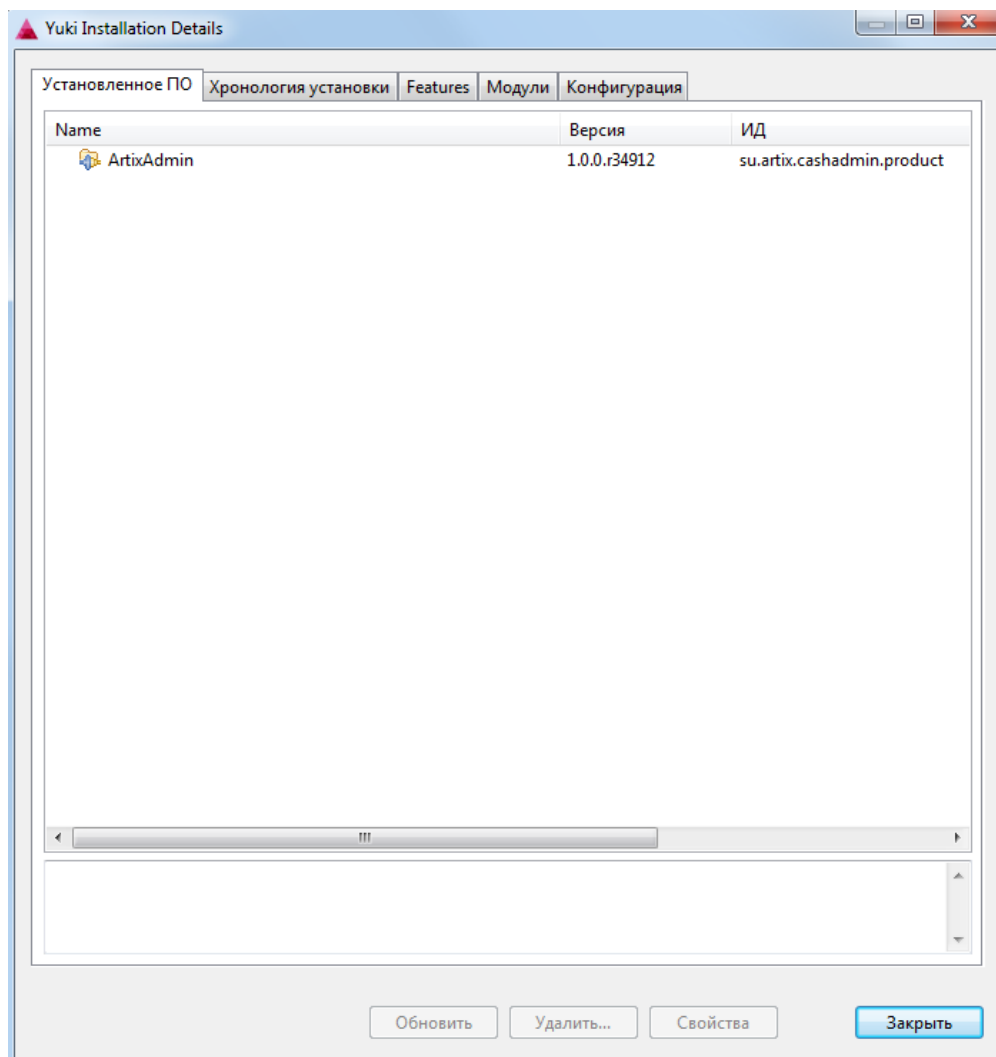 Yuki Installation Details
Установленное ПО Хронология установки Features Модули Конфигурация
Name Версия ИД
ArtixAdmin 1.0.0.r34912 su.artix.cashadmin.product
Обновить Удалить... Свойства Закрыть